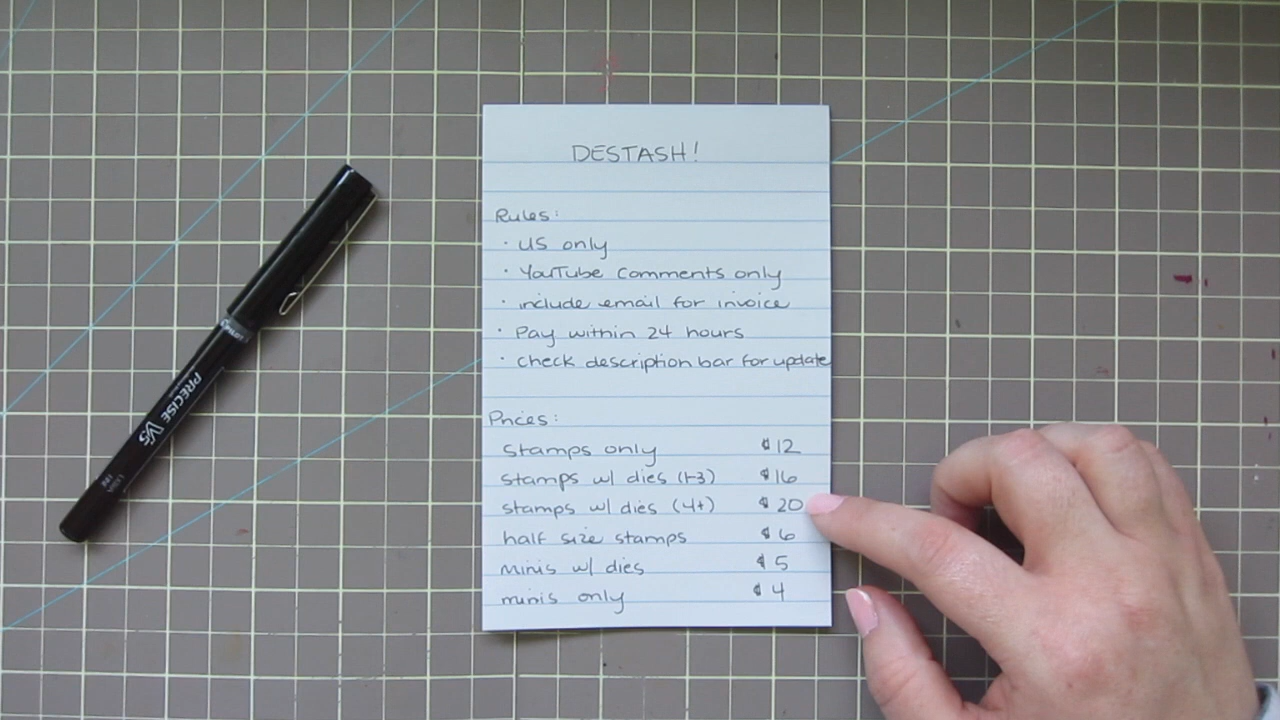 DESTASH!
Rules:
· US only
· YouTube comments only
· include email for invoice
· Pay within 24 hours
· check description bar for update
Prices:
stamps only $12
stamps w/ dies (1-3) $16
stamps w/ dies (4+) $20
half size stamps $6
minis w/ dies $5
minis only $4
PRECISE V5